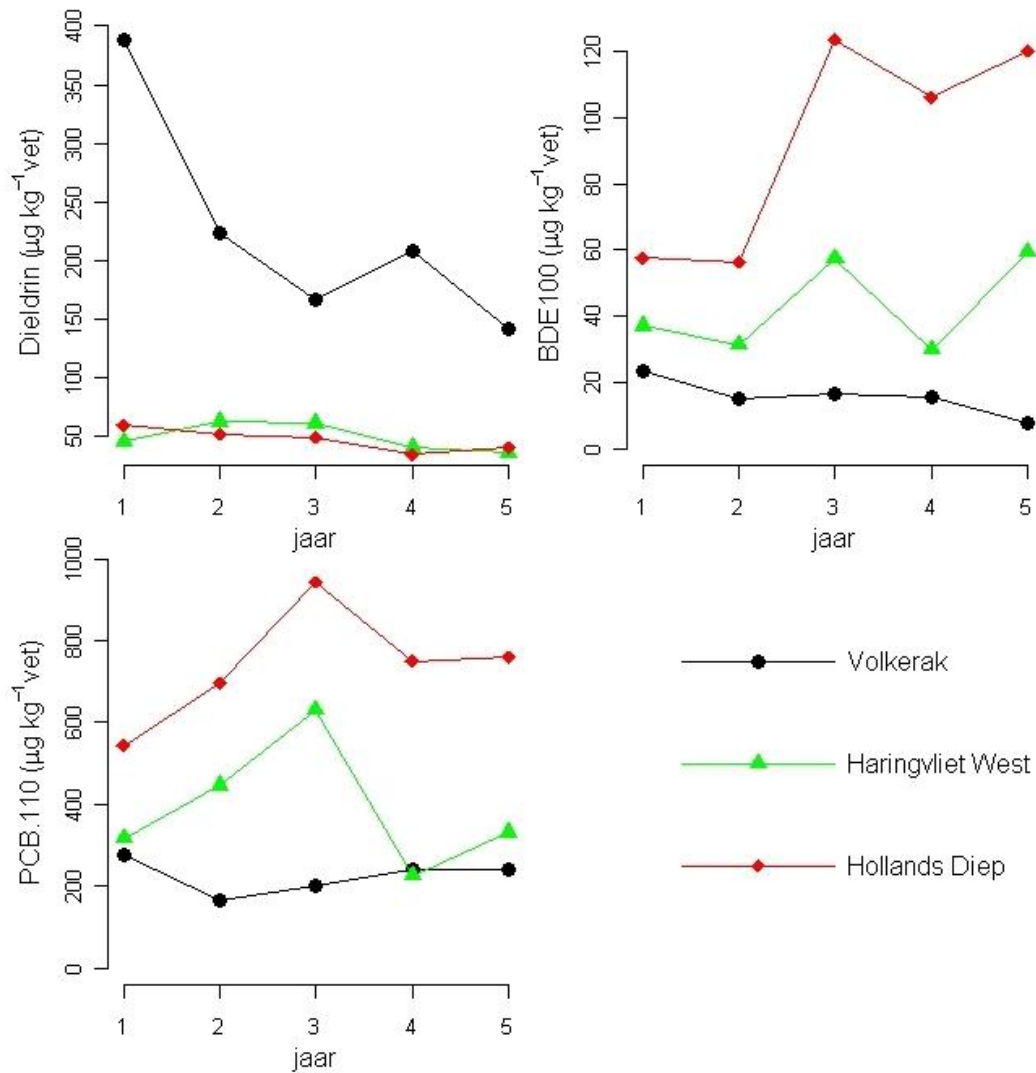 Dieldrin (µg kg⁻¹vet)
400
350
300
250
200
150
100
50
1 2 3 4 5
jaar
BDE100 (µg kg⁻¹vet)
120
100
80
60
40
20
0
1 2 3 4 5
jaar
PCB.110 (µg kg⁻¹vet)
1000
800
600
400
200
0
1 2 3 4 5
jaar
Volkerak
Haringvliet West
Hollands Diep